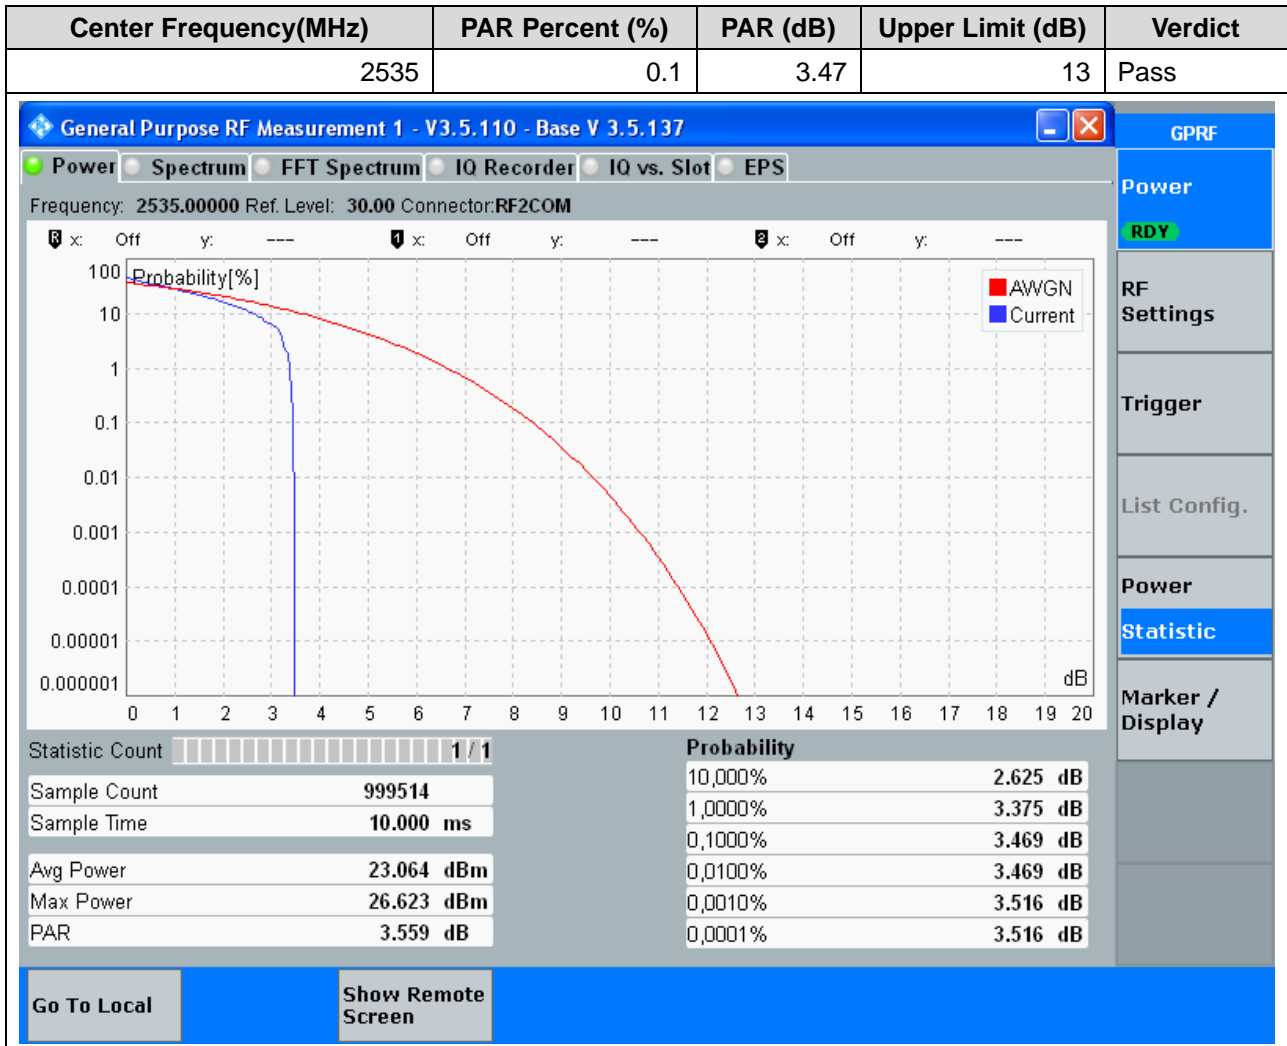 Center Frequency(MHz) PAR Percent (%) PAR (dB) Upper Limit (dB) Verdict
2535 0.1 3.47 13 Pass
General Purpose RF Measurement 1 - V3.5.110 - Base V 3.5.137
GPRF
Power Spectrum FFT Spectrum IQ Recorder IQ vs. Slot EPS
Frequency: 2535.00000 Ref. Level: 30.00 Connector:RF2COM
R x: Off y: --- 1 x: Off y: --- 2 x: Off y: ---
Probability[%]
AWGN
Current
100
10
1
0.1
0.01
0.001
0.0001
0.00001
0.000001
dB
0 1 2 3 4 5 6 7 8 9 10 11 12 13 14 15 16 17 18 19 20
Statistic Count 1 / 1
Sample Count 999514
Sample Time 10.000 ms
Avg Power 23.064 dBm
Max Power 26.623 dBm
PAR 3.559 dB
Probability
10,000% 2.625 dB
1,0000% 3.375 dB
0,1000% 3.469 dB
0,0100% 3.469 dB
0,0010% 3.516 dB
0,0001% 3.516 dB
Power
RDY
RF
Settings
Trigger
List Config.
Power
Statistic
Marker /
Display
Go To Local
Show Remote
Screen